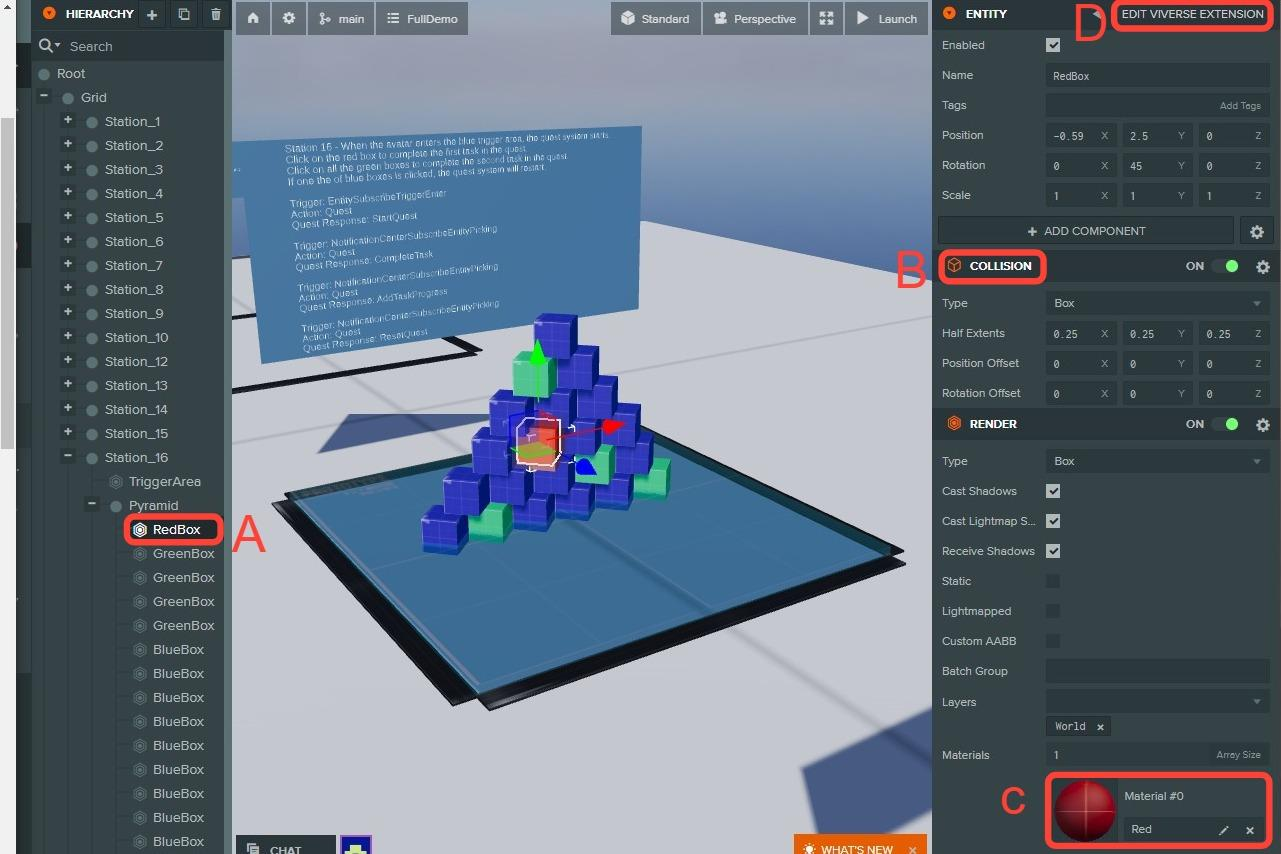 HIERARCHY
Search
Root
Grid
Station_1
Station_2
Station_3
Station_4
Station_5
Station_6
Station_7
Station_8
Station_9
Station_10
Station_12
Station_13
Station_14
Station_15
Station_16
TriggerArea
Pyramid
RedBox
A
GreenBox
GreenBox
GreenBox
GreenBox
BlueBox
BlueBox
BlueBox
BlueBox
BlueBox
BlueBox
BlueBox
BlueBox
BlueBox
main
FullDemo
Standard
Perspective
Launch
Station 16 - When the avatar enters the blue trigger area, the quest system starts.
Click on the red box to complete the first task in the quest.
Click on all the green boxes to complete the second task in the quest.
If one the of blue boxes is clicked, the quest system will restart.
Trigger: EntitySubscribeTriggerEnter
Action: Quest
Quest Response: StartQuest
Trigger: NotificationCenterSubscribeEntityPicking
Action: Quest
Quest Response: CompleteTask
Trigger: NotificationCenterSubscribeEntityPicking
Action: Quest
Quest Response: AddTaskProgress
Trigger: NotificationCenterSubscribeEntityPicking
Action: Quest
Quest Response: ResetQuest
CHAT
WHAT'S NEW ×
ENTITY
D
EDIT VIVERSE EXTENSION
Enabled
Name RedBox
Tags Add Tags
Position -0.59 X 2.5 Y 0 Z
Rotation 0 X 45 Y 0 Z
Scale 1 X 1 Y 1 Z
+ ADD COMPONENT
B
COLLISION ON
Type Box
Half Extents 0.25 X 0.25 Y 0.25 Z
Position Offset 0 X 0 Y 0 Z
Rotation Offset 0 X 0 Y 0 Z
RENDER ON
Type Box
Cast Shadows
Cast Lightmap S...
Receive Shadows
Static
Lightmapped
Custom AABB
Batch Group
Layers
World ×
Materials 1 Array Size
C
Material #0
Red ×